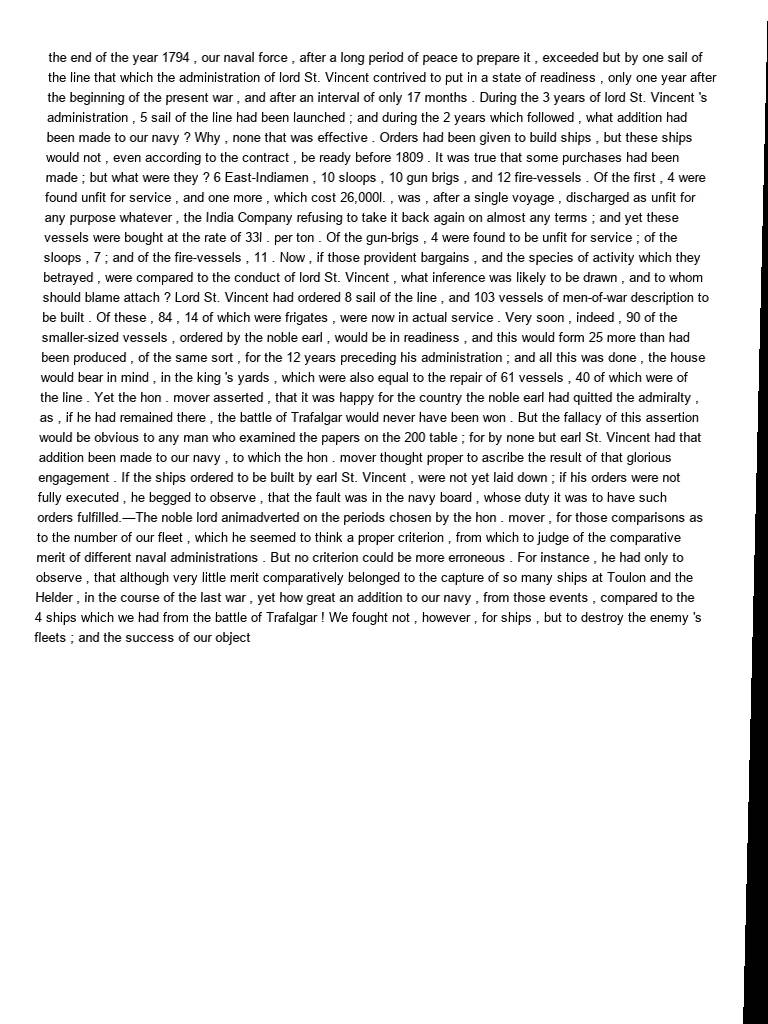 the end of the year 1794 , our naval force , after a long period of peace to prepare it , exceeded but by one sail of
the line that which the administration of lord St. Vincent contrived to put in a state of readiness , only one year after
the beginning of the present war , and after an interval of only 17 months . During the 3 years of lord St. Vincent 's
administration , 5 sail of the line had been launched ; and during the 2 years which followed , what addition had
been made to our navy ? Why , none that was effective . Orders had been given to build ships , but these ships
would not , even according to the contract , be ready before 1809 . It was true that some purchases had been
made ; but what were they ? 6 East-Indiamen , 10 sloops , 10 gun brigs , and 12 fire-vessels . Of the first , 4 were
found unfit for service , and one more , which cost 26,000l. , was , after a single voyage , discharged as unfit for
any purpose whatever , the India Company refusing to take it back again on almost any terms ; and yet these
vessels were bought at the rate of 33l . per ton . Of the gun-brigs , 4 were found to be unfit for service ; of the
sloops , 7 ; and of the fire-vessels , 11 . Now , if those provident bargains , and the species of activity which they
betrayed , were compared to the conduct of lord St. Vincent , what inference was likely to be drawn , and to whom
should blame attach ? Lord St. Vincent had ordered 8 sail of the line , and 103 vessels of men-of-war description to
be built . Of these , 84 , 14 of which were frigates , were now in actual service . Very soon , indeed , 90 of the
smaller-sized vessels , ordered by the noble earl , would be in readiness , and this would form 25 more than had
been produced , of the same sort , for the 12 years preceding his administration ; and all this was done , the house
would bear in mind , in the king 's yards , which were also equal to the repair of 61 vessels , 40 of which were of
the line . Yet the hon . mover asserted , that it was happy for the country the noble earl had quitted the admiralty ,
as , if he had remained there , the battle of Trafalgar would never have been won . But the fallacy of this assertion
would be obvious to any man who examined the papers on the 200 table ; for by none but earl St. Vincent had that
addition been made to our navy , to which the hon . mover thought proper to ascribe the result of that glorious
engagement . If the ships ordered to be built by earl St. Vincent , were not yet laid down ; if his orders were not
fully executed , he begged to observe , that the fault was in the navy board , whose duty it was to have such
orders fulfilled.—The noble lord animadverted on the periods chosen by the hon . mover , for those comparisons as
to the number of our fleet , which he seemed to think a proper criterion , from which to judge of the comparative
merit of different naval administrations . But no criterion could be more erroneous . For instance , he had only to
observe , that although very little merit comparatively belonged to the capture of so many ships at Toulon and the
Helder , in the course of the last war , yet how great an addition to our navy , from those events , compared to the
4 ships which we had from the battle of Trafalgar ! We fought not , however , for ships , but to destroy the enemy 's
fleets ; and the success of our object